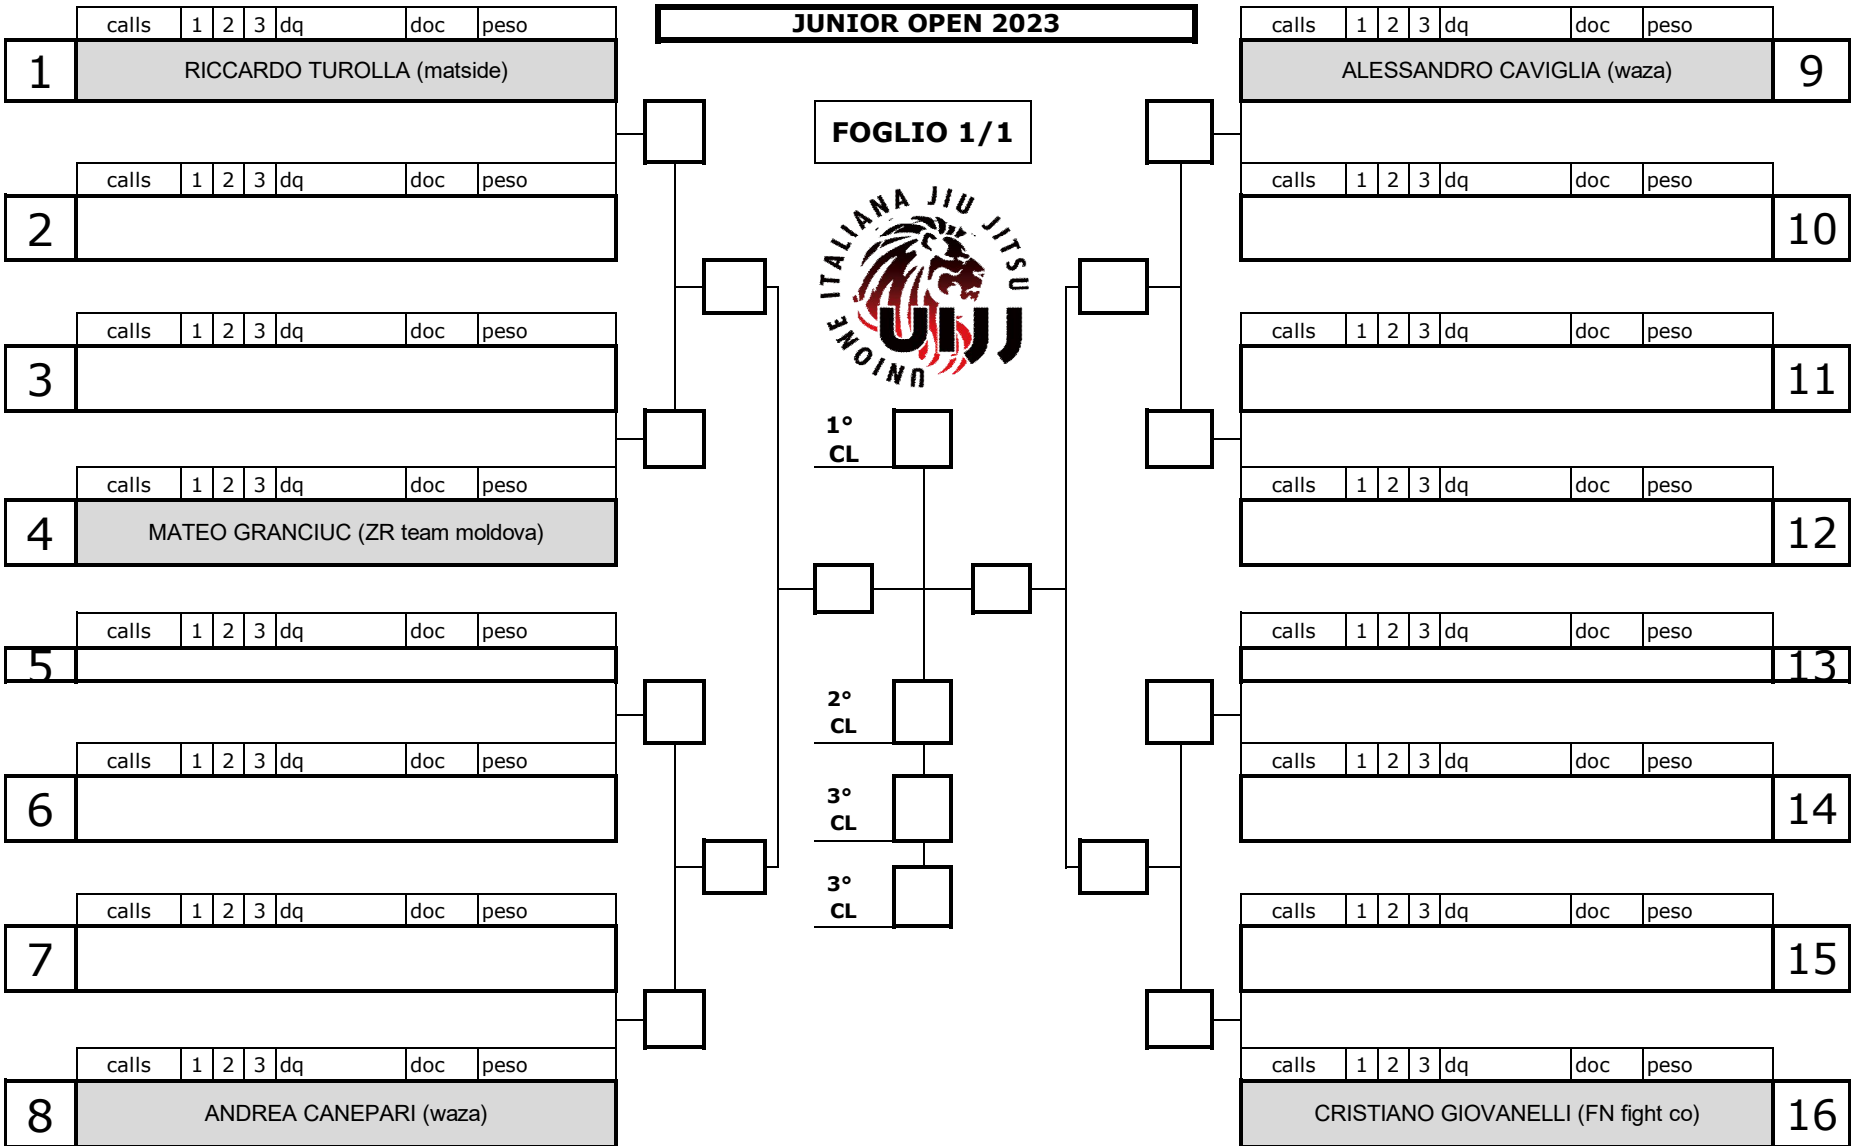 JUNIOR OPEN 2023
FOGLIO 1/1
UNIONE ITALIANA JIU JITSU
UIJJ
calls 1 2 3 dq doc peso
1 RICCARDO TUROLLA (matside)
calls 1 2 3 dq doc peso
2
calls 1 2 3 dq doc peso
3
calls 1 2 3 dq doc peso
4 MATEO GRANCIUC (ZR team moldova)
calls 1 2 3 dq doc peso
5
calls 1 2 3 dq doc peso
6
calls 1 2 3 dq doc peso
7
calls 1 2 3 dq doc peso
8 ANDREA CANEPARI (waza)
1°
CL
2°
CL
3°
CL
3°
CL
calls 1 2 3 dq doc peso
ALESSANDRO CAVIGLIA (waza) 9
calls 1 2 3 dq doc peso
10
calls 1 2 3 dq doc peso
11
calls 1 2 3 dq doc peso
12
calls 1 2 3 dq doc peso
13
calls 1 2 3 dq doc peso
14
calls 1 2 3 dq doc peso
15
calls 1 2 3 dq doc peso
CRISTIANO GIOVANELLI (FN fight co) 16